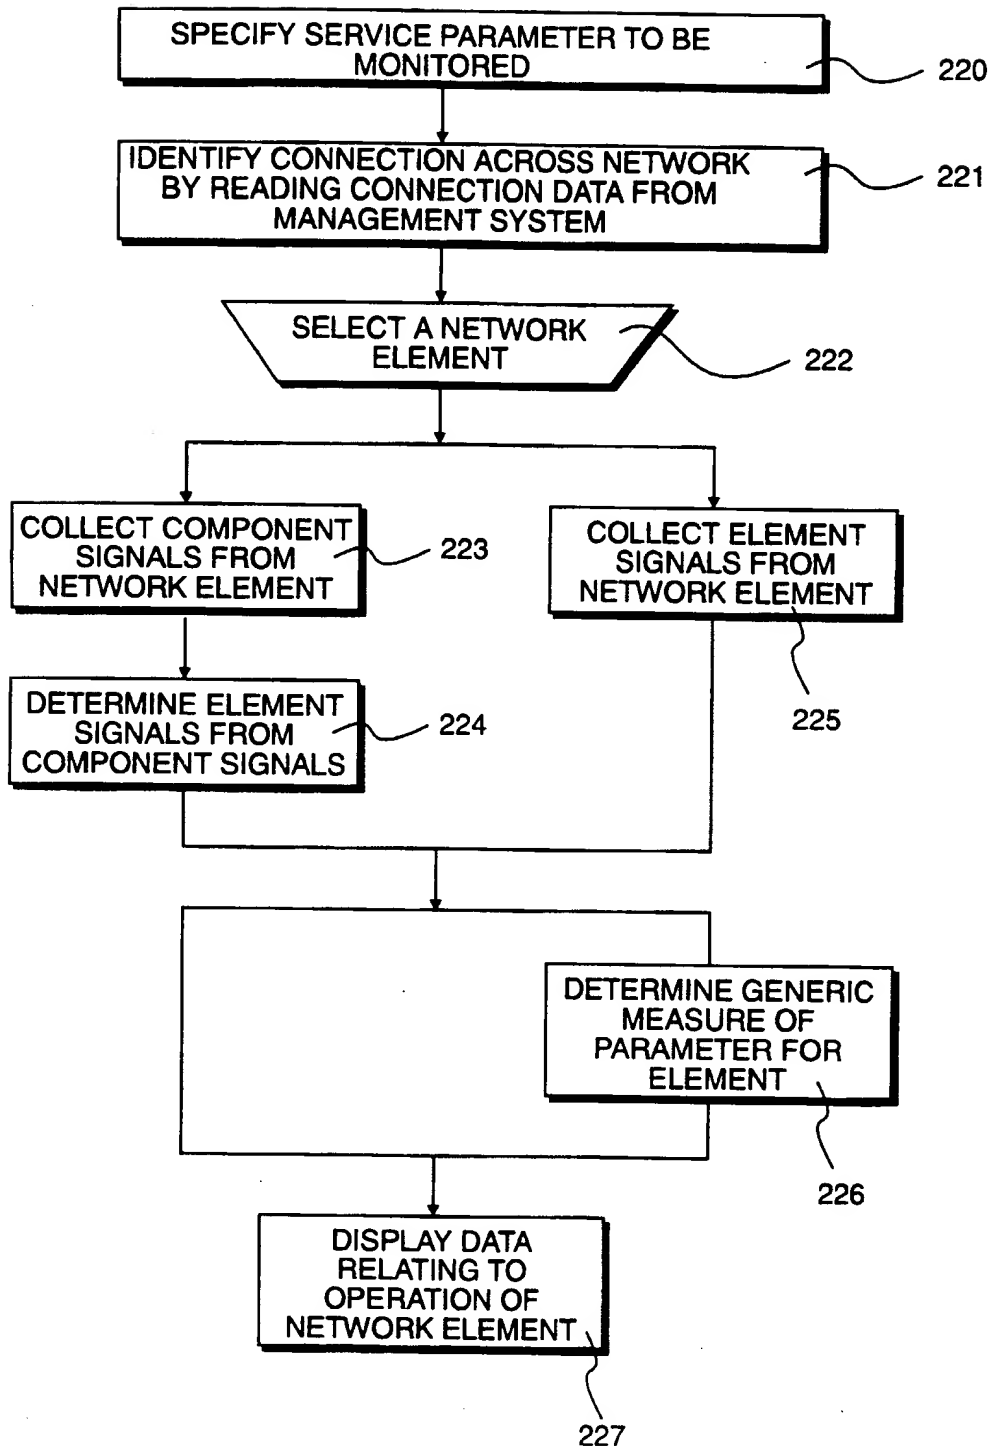 SPECIFY SERVICE PARAMETER TO BE
MONITORED
220
IDENTIFY CONNECTION ACROSS NETWORK
BY READING CONNECTION DATA FROM
MANAGEMENT SYSTEM
221
SELECT A NETWORK
ELEMENT
222
COLLECT COMPONENT
SIGNALS FROM
NETWORK ELEMENT
223
COLLECT ELEMENT
SIGNALS FROM
NETWORK ELEMENT
225
DETERMINE ELEMENT
SIGNALS FROM
COMPONENT SIGNALS
224
DETERMINE GENERIC
MEASURE OF
PARAMETER FOR
ELEMENT
226
DISPLAY DATA
RELATING TO
OPERATION OF
NETWORK ELEMENT
227